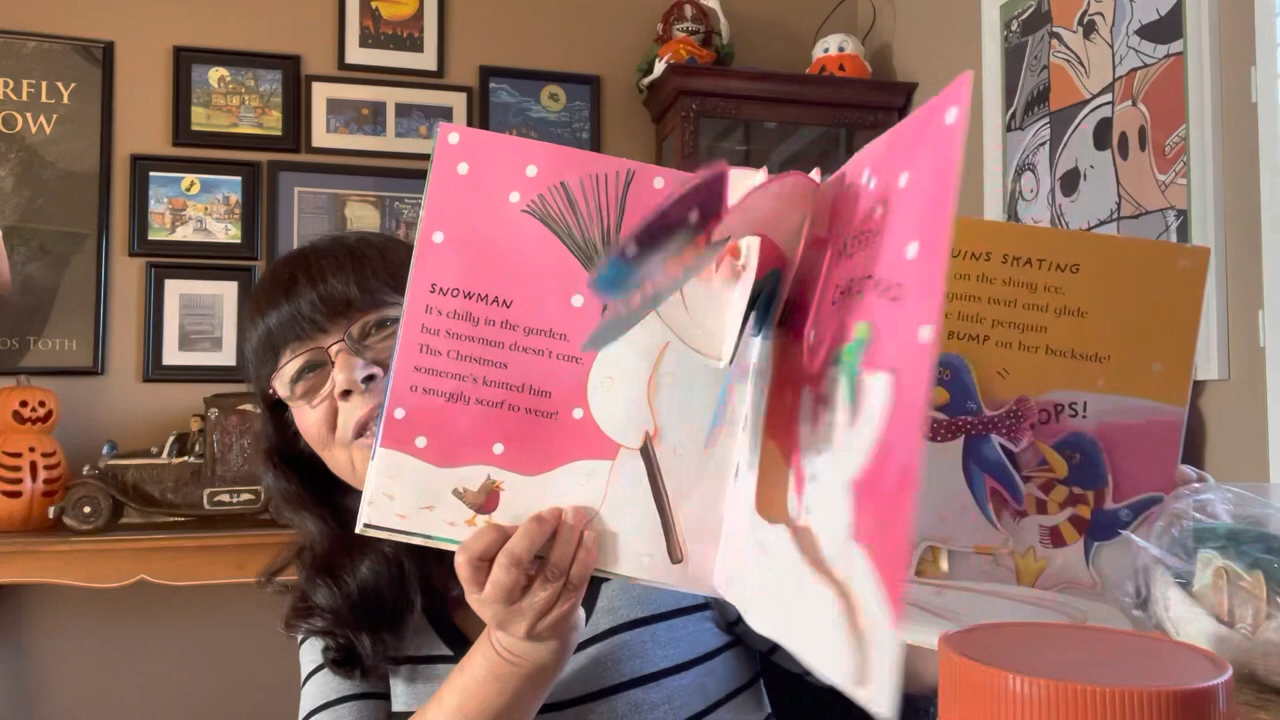 RFLY
OW
OS TOTH
SNOWMAN
It's chilly in the garden,
but Snowman doesn't care.
This Christmas
someone's knitted him
a snuggly scarf to wear!
MERRY
CHRISTMAS
UINS SKATING
on the shiny ice,
guins twirl and glide
e little penguin
BUMP on her backside!
OPS!